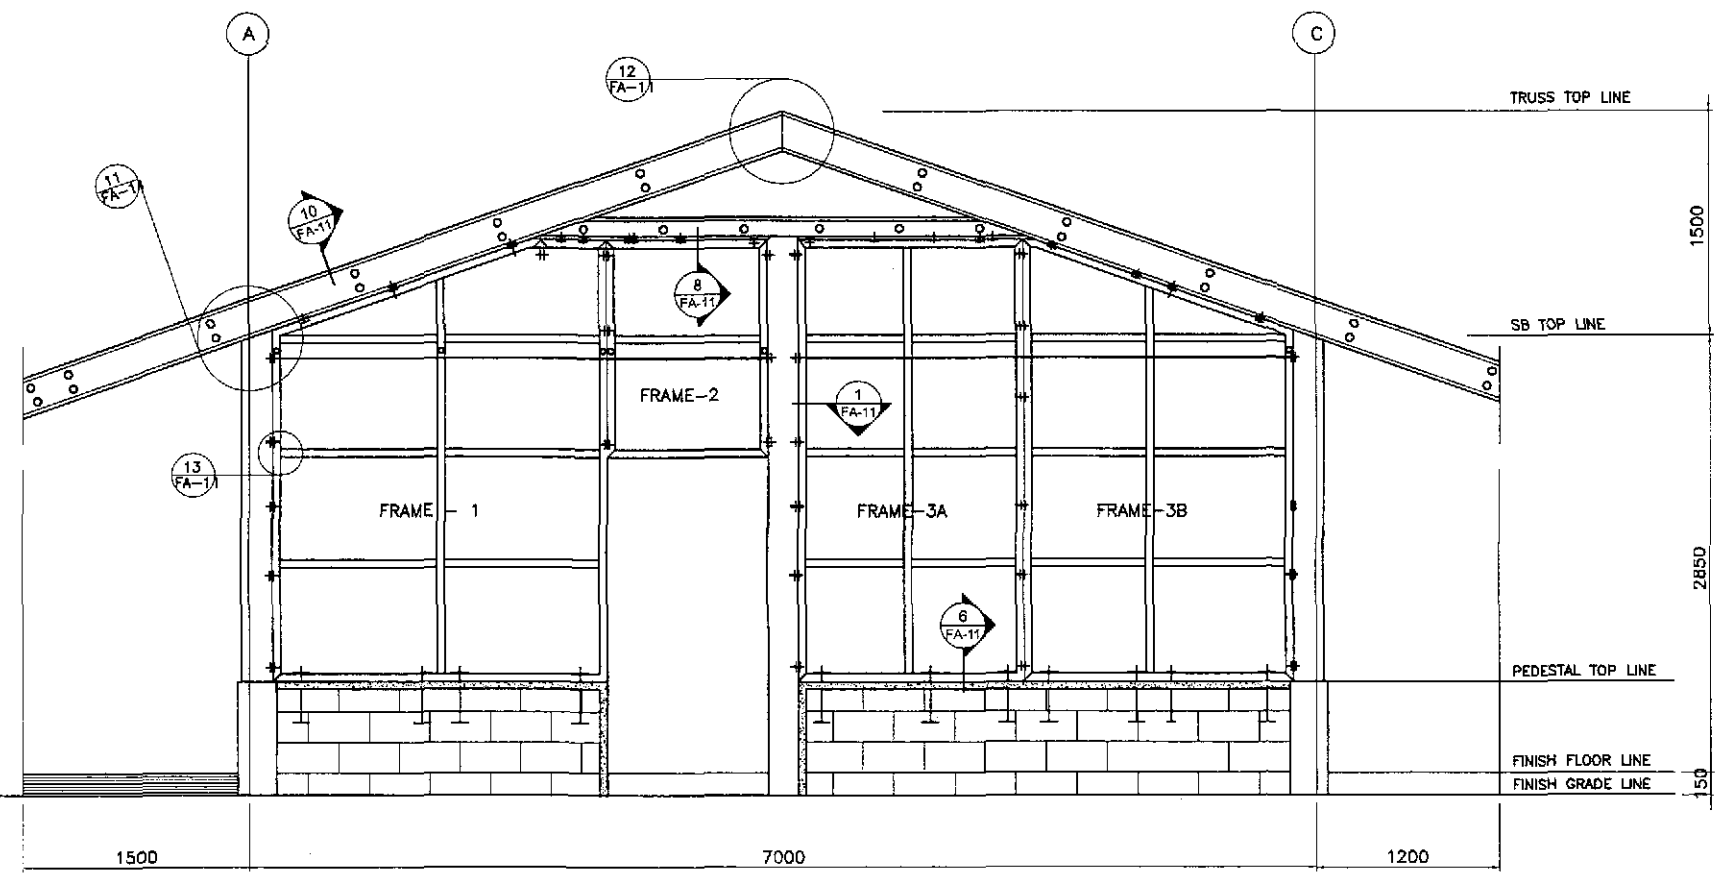 A
C
12
FA-11
TRUSS TOP LINE
11
FA-11
10
FA-11
1500
8
FA-11
SB TOP LINE
FRAME-2
1
FA-11
13
FA-11
FRAME - 1
FRAME-3A
FRAME-3B
2850
6
FA-11
PEDESTAL TOP LINE
FINISH FLOOR LINE
FINISH GRADE LINE
150
1500
7000
1200